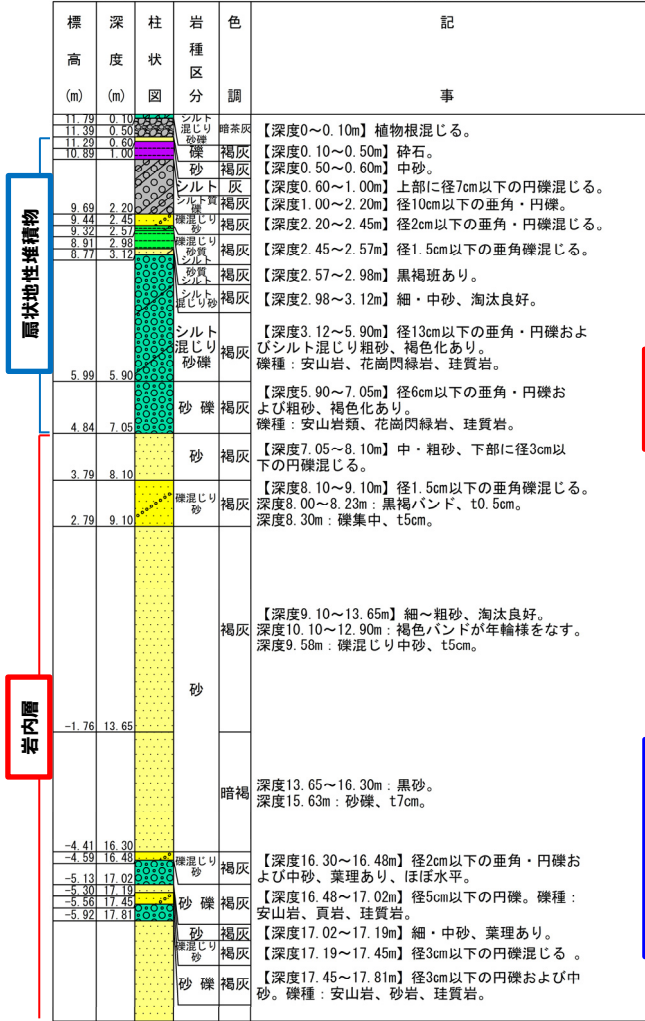 標高(m) 深度(m) 柱状図 岩種区分 色調 記事
扇状地性堆積物
岩内層
11.79 0.10
11.39 0.50
11.29 0.60
10.89 1.00
9.69 2.20
9.44 2.45
9.32 2.57
8.91 2.98
8.77 3.12
5.99 5.90
4.84 7.05
3.79 8.10
2.79 9.10
-1.76 13.65
-4.41 16.30
-4.59 16.48
-5.13 17.02
-5.30 17.19
-5.56 17.45
-5.92 17.81
シルト
混じり
砂礫
暗茶灰
礫 褐灰
砂 褐灰
シルト 灰
シルト質
礫
褐灰
礫混じり
砂
褐灰
礫混じり
砂質
シルト
褐灰
砂質
シルト
褐灰
シルト
混じり砂
褐灰
シルト
混じり
砂礫
褐灰
砂 礫 褐灰
砂 褐灰
礫混じり
砂
褐灰
砂
褐灰
暗褐
礫混じり
砂
褐灰
砂 礫 褐灰
砂 褐灰
礫混じり
砂
褐灰
砂 礫 褐灰
【深度0～0.10m】植物根混じる。
【深度0.10～0.50m】砕石。
【深度0.50～0.60m】中砂。
【深度0.60～1.00m】上部に径7cm以下の円礫混じる。
【深度1.00～2.20m】径10cm以下の亜角・円礫。
【深度2.20～2.45m】径2cm以下の亜角・円礫混じる。
【深度2.45～2.57m】径1.5cm以下の亜角礫混じる。
【深度2.57～2.98m】黒褐斑あり。
【深度2.98～3.12m】細・中砂、淘汰良好。
【深度3.12～5.90m】径13cm以下の亜角・円礫およ
びシルト混じり粗砂、褐色化あり。
礫種：安山岩、花崗閃緑岩、珪質岩。
【深度5.90～7.05m】径6cm以下の亜角・円礫お
よび粗砂、褐色化あり。
礫種：安山岩類、花崗閃緑岩、珪質岩。
【深度7.05～8.10m】中・粗砂、下部に径3cm以
下の円礫混じる。
【深度8.10～9.10m】径1.5cm以下の亜角礫混じる。
深度8.00～8.23m：黒褐バンド、t0.5cm。
深度8.30m：礫集中、t5cm。
【深度9.10～13.65m】細～粗砂、淘汰良好。
深度10.10～12.90m：褐色バンドが年輪様をなす。
深度9.58m：礫混じり中砂、t5cm。
深度13.65～16.30m：黒砂。
深度15.63m：砂礫、t7cm。
【深度16.30～16.48m】径2cm以下の亜角・円礫お
よび中砂、葉理あり、ほぼ水平。
【深度16.48～17.02m】径5cm以下の円礫。礫種：
安山岩、頁岩、珪質岩。
【深度17.02～17.19m】細・中砂、葉理あり。
【深度17.19～17.45m】径3cm以下の円礫混じる 。
【深度17.45～17.81m】径3cm以下の円礫および中
砂。礫種：安山岩、砂岩、珪質岩。